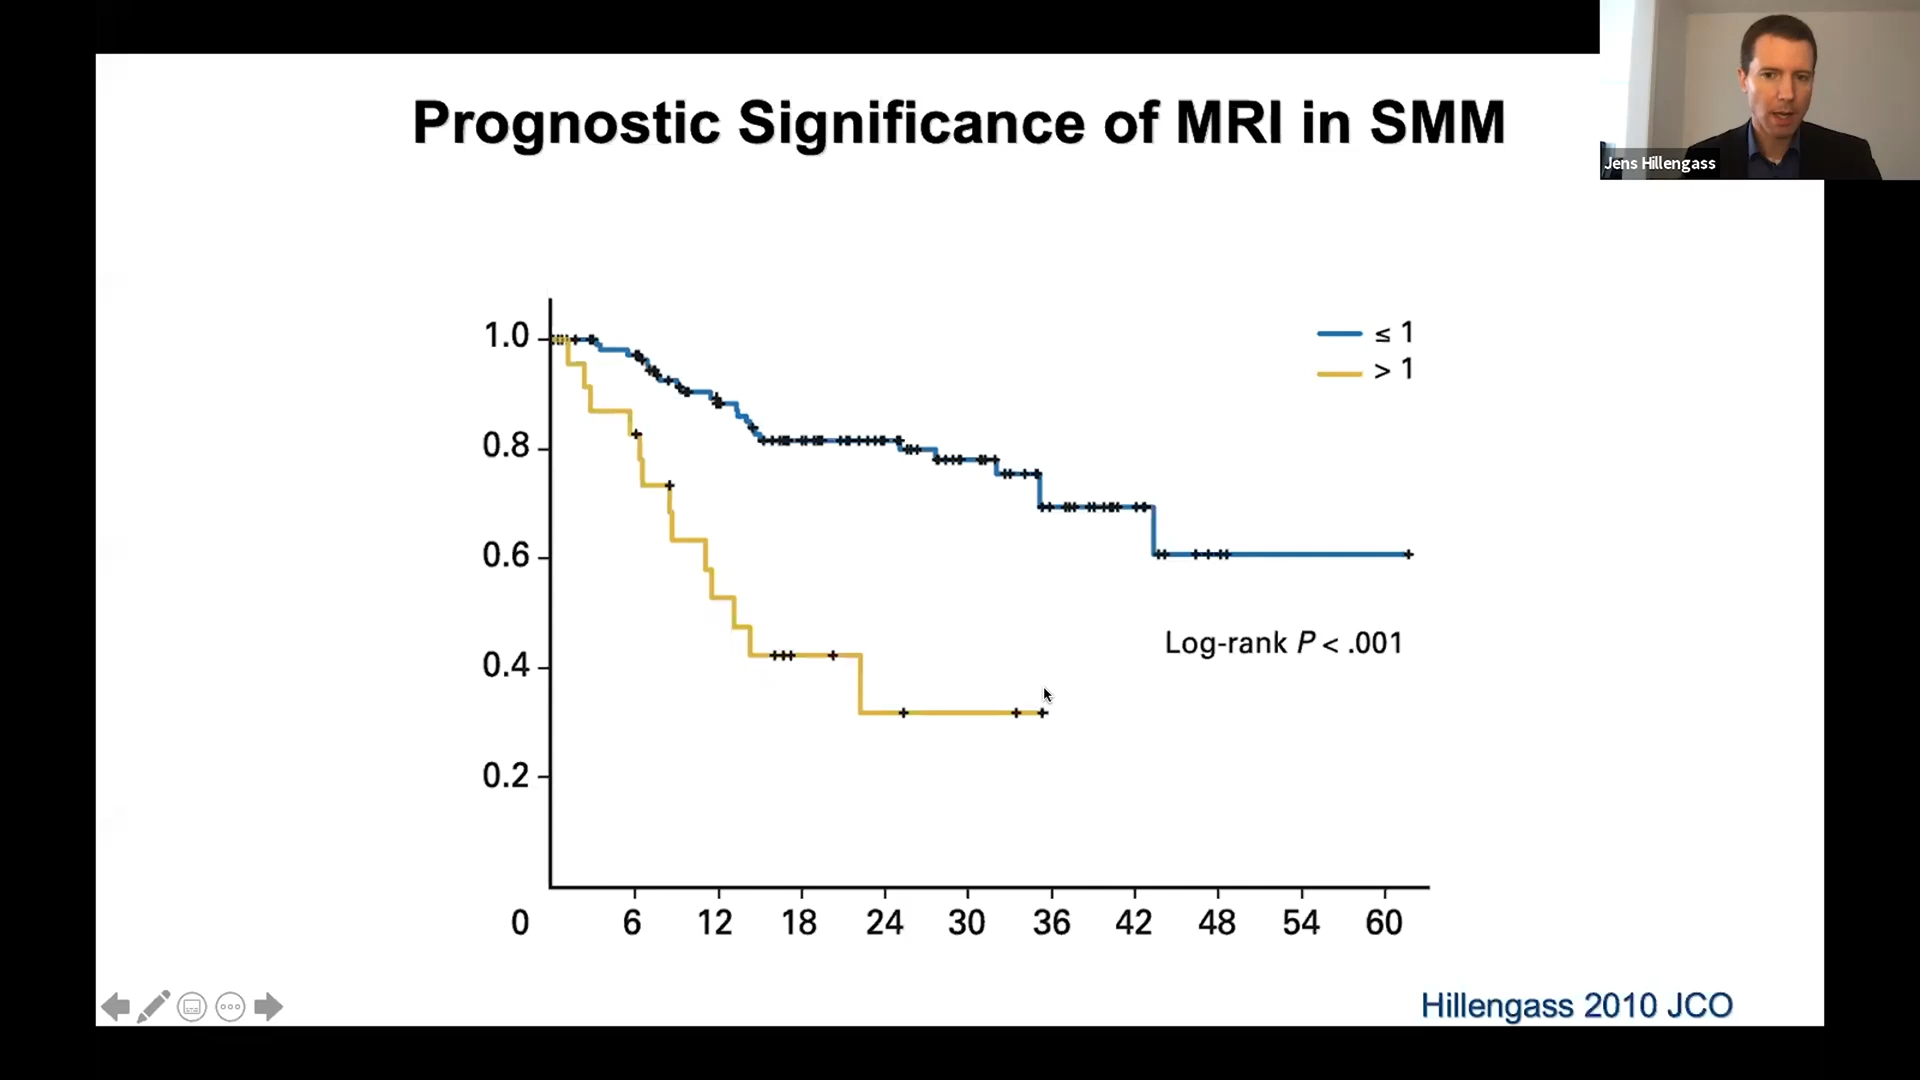 Prognostic Significance of MRI in SMM
Jens Hillengass
1.0
0.8
0.6
0.4
0.2
≤ 1
> 1
Log-rank P < .001
0 6 12 18 24 30 36 42 48 54 60
Hillengass 2010 JCO